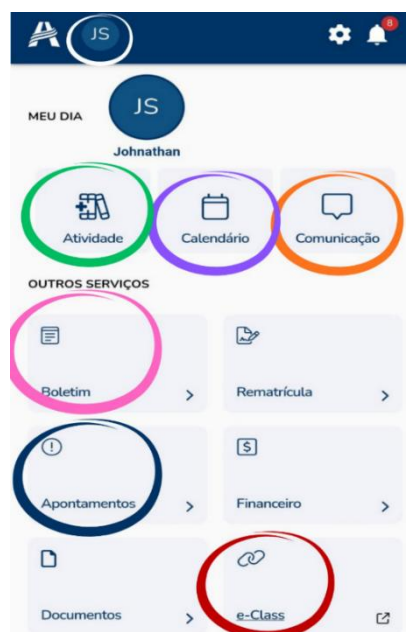 JS
8
MEU DIA
JS
Johnathan
Atividade
Calendário
Comunicação
OUTROS SERVIÇOS
Boletim
Rematrícula
Apontamentos
Financeiro
Documentos
e-Class